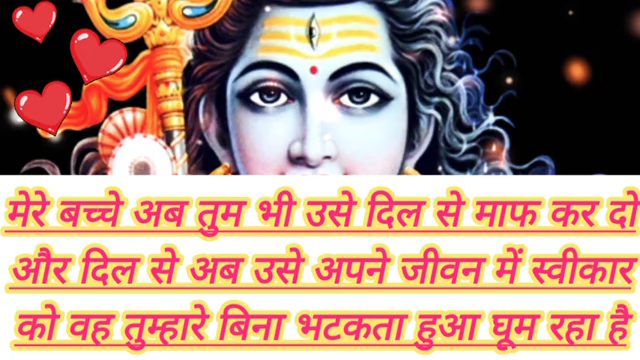 मेरे बच्चे अब तुम भी उसे दिल से माफ कर दो
और दिल से अब उसे अपने जीवन में स्वीकार
को वह तुम्हारे बिना भटकता हुआ घूम रहा है